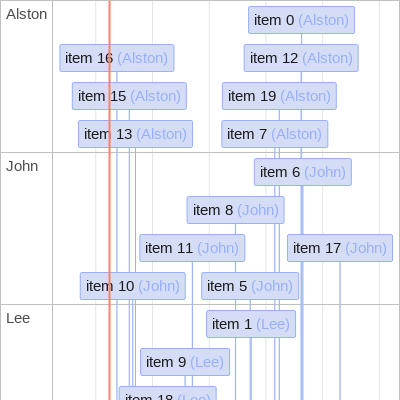 Alston
item 0 (Alston)
item 16 (Alston)
item 12 (Alston)
item 15 (Alston)
item 19 (Alston)
item 13 (Alston)
item 7 (Alston)
John
item 6 (John)
item 8 (John)
item 11 (John)
item 17 (John)
item 10 (John)
item 5 (John)
Lee
item 1 (Lee)
item 9 (Lee)
item 18 (Lee)